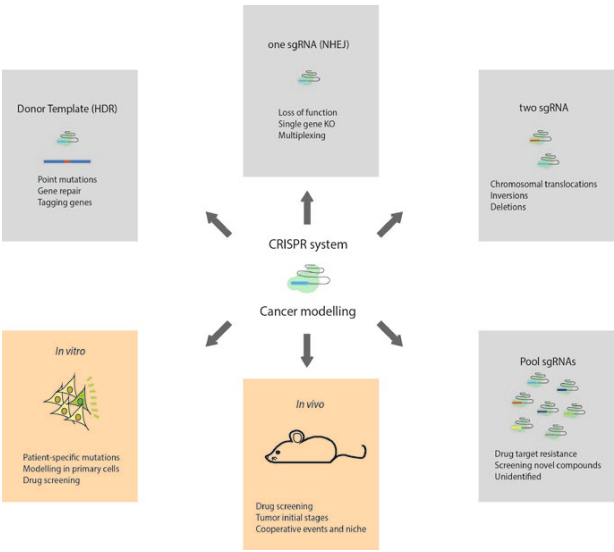 one sgRNA (NHEJ)
Loss of function
Single gene KO
Multiplexing
Donor Template (HDR)
Point mutations
Gene repair
Tagging genes
two sgRNA
Chromosomal translocations
Inversions
Deletions
CRISPR system
Cancer modelling
In vitro
Patient-specific mutations
Modelling in primary cells
Drug screening
In vivo
Drug screening
Tumor initial stages
Cooperative events and niche
Pool sgRNAs
Drug target resistance
Screening novel compounds
Unidentified